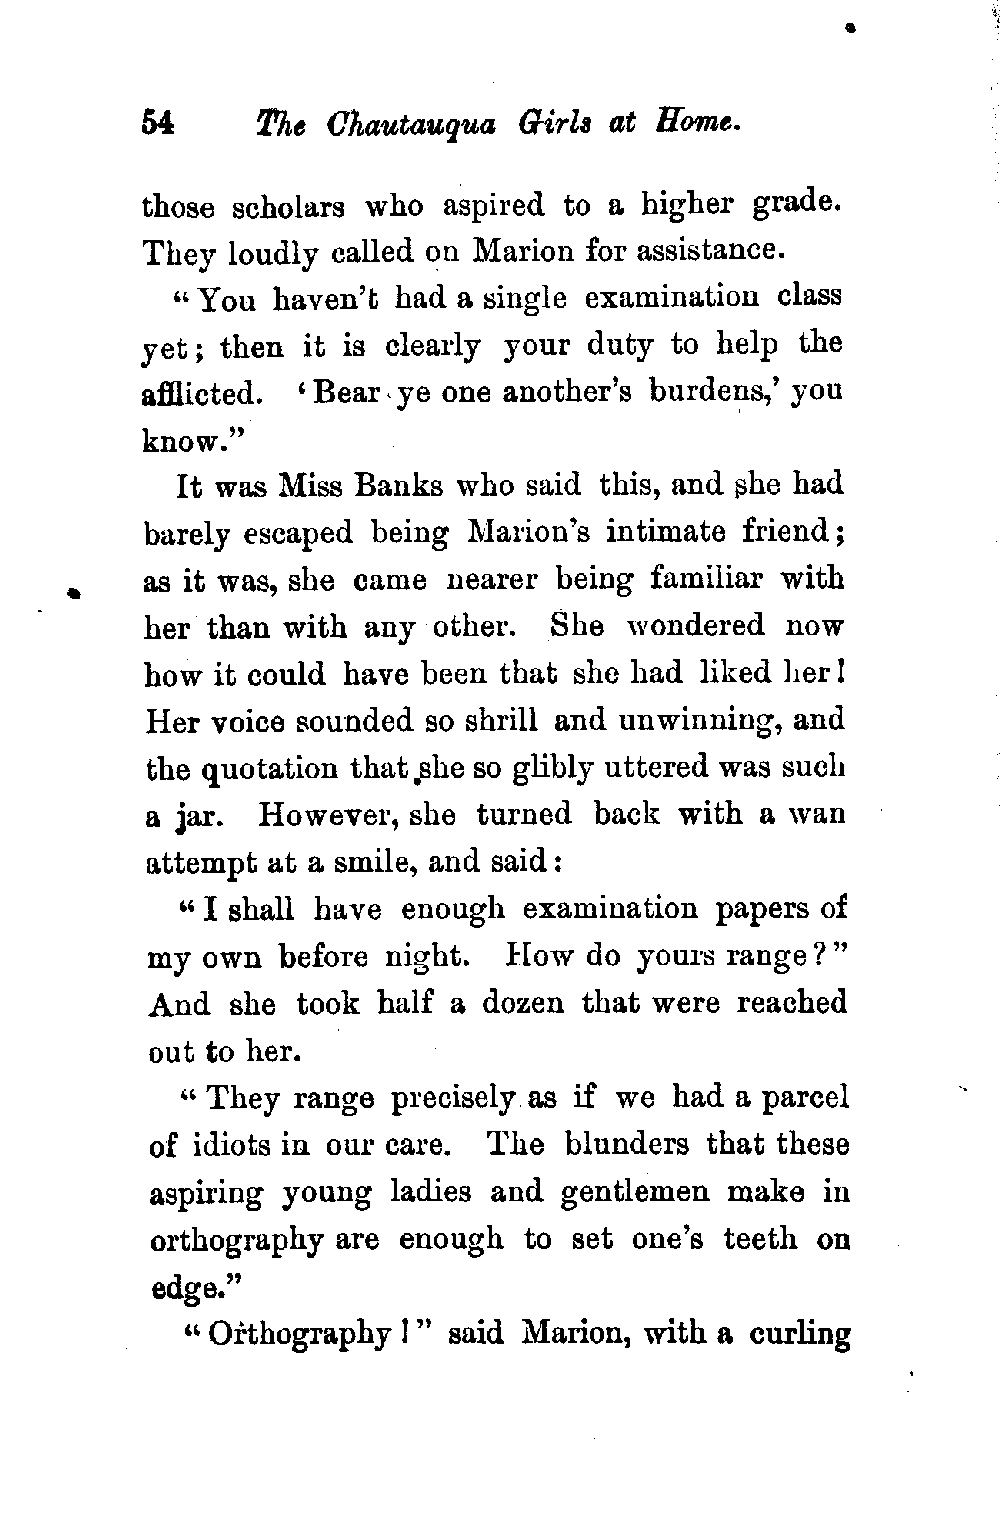 54 The Chautauqua Girls at Home.
those scholars who aspired to a higher grade.
They loudly called on Marion for assistance.
“ You haven’t had a single examination class
yet; then it is clearly your duty to help the
afflicted. ‘ Bear ye one another’s burdens,’ you
know.”
It was Miss Banks who said this, and she had
barely escaped being Marion’s intimate friend;
as it was, she came nearer being familiar with
her than with any other. She wondered now
how it could have been that she had liked her!
Her voice sounded so shrill and unwinning, and
the quotation that she so glibly uttered was such
a jar. However, she turned back with a wan
attempt at a smile, and said:
“ I shall have enough examination papers of
my own before night. How do yours range?”
And she took half a dozen that were reached
out to her.
“ They range precisely as if we had a parcel
of idiots in our care. The blunders that these
aspiring young ladies and gentlemen make in
orthography are enough to set one’s teeth on
edge.”
“ Orthography!” said Marion, with a curling